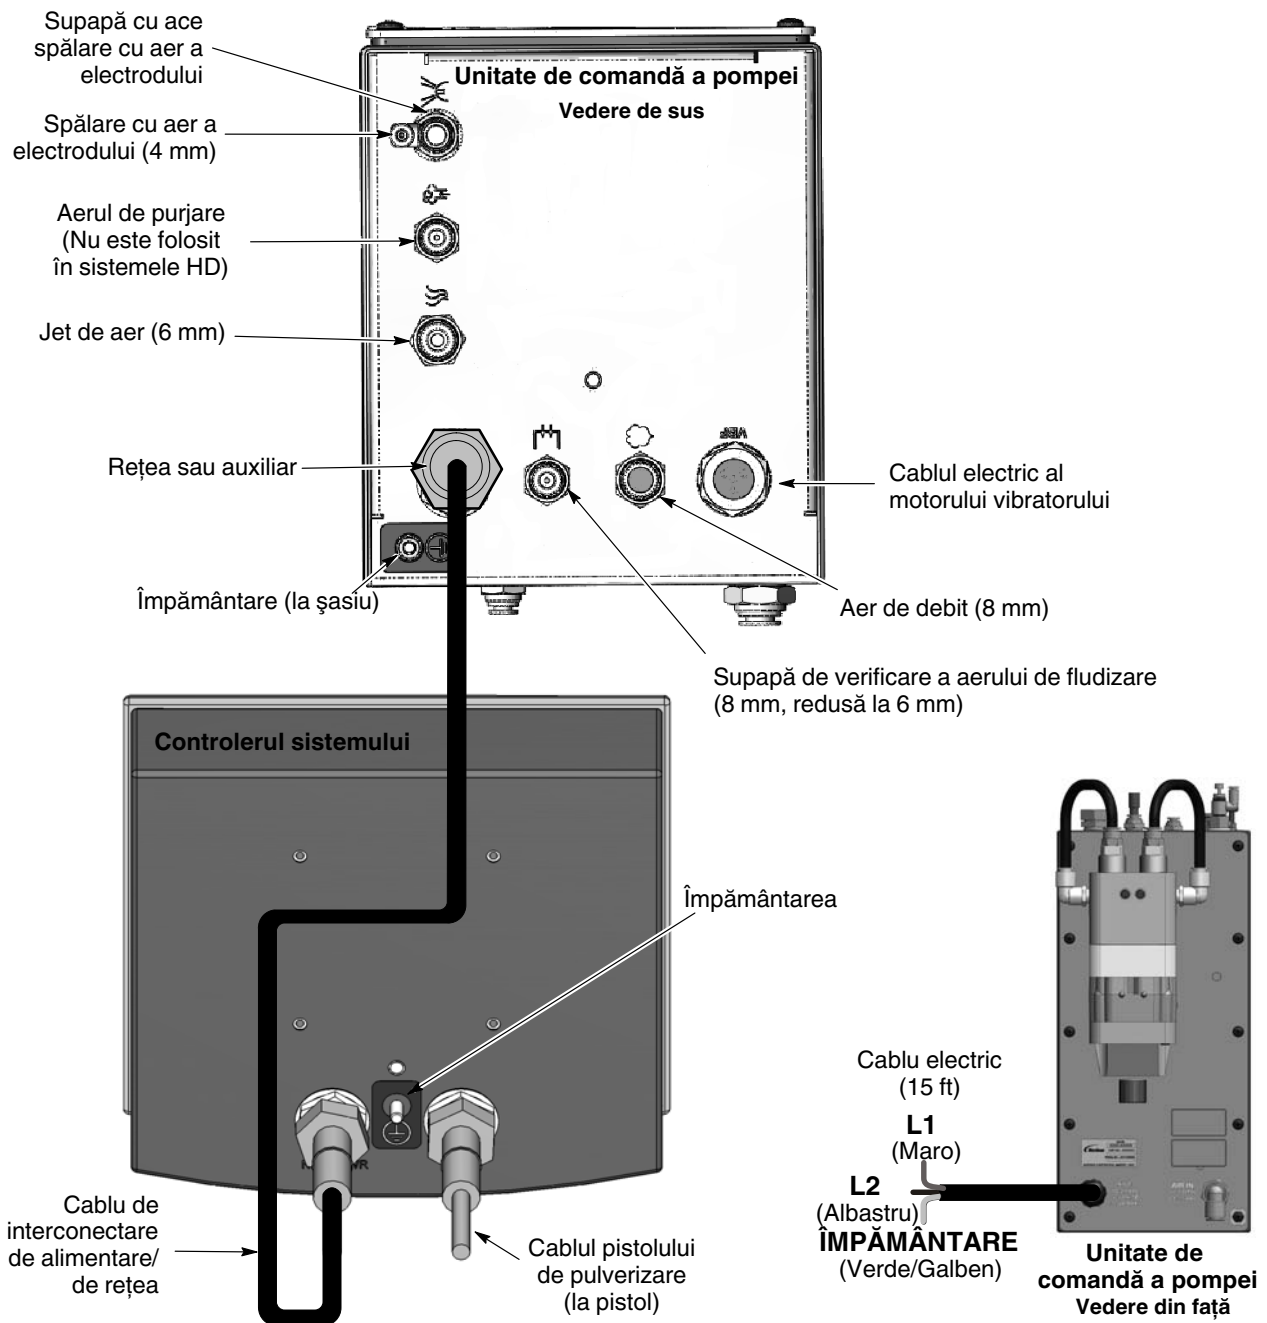 Supapă cu ace
spălare cu aer a
electrodului
Unitate de comandă a pompei
Vedere de sus
Spălare cu aer a
electrodului (4 mm)
Aerul de purjare
(Nu este folosit
în sistemele HD)
Jet de aer (6 mm)
Rețea sau auxiliar
VIBR
Cablul electric al
motorului vibratorului
Împământare (la şasiu)
Aer de debit (8 mm)
Supapă de verificare a aerului de fludizare
(8 mm, redusă la 6 mm)
Controlerul sistemului
Împământarea
Cablu electric
(15 ft)
L1
(Maro)
L2
(Albastru)
ÎMPĂMÂNTARE
(Verde/Galben)
AIR IN
Cablu de
interconectare
de alimentare/
de rețea
Cablul pistolului
de pulverizare
(la pistol)
Unitate de
comandă a pompei
Vedere din față